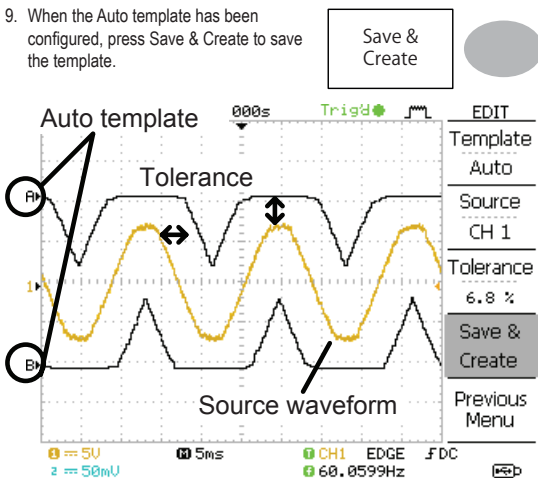 9. When the Auto template has been
configured, press Save & Create to save
the template.
Save &
Create
Auto template
000s
Trig'd
EDIT
Template
Auto
A
Tolerance
Source
CH 1
1
Tolerance
6.8 %
Save &
Create
B
Source waveform
Previous
Menu
1 5V
M 5ms
T CH1 EDGE DC
2 50mV
f 60.0599Hz